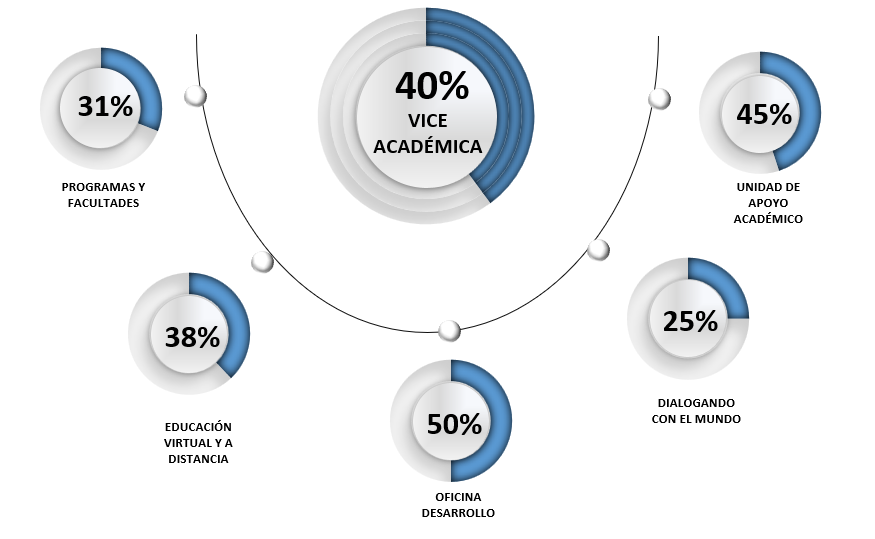 40%
VICE
ACADÉMICA
31%
PROGRAMAS Y
FACULTADES
38%
EDUCACIÓN
VIRTUAL Y A
DISTANCIA
50%
OFICINA
DESARROLLO
25%
DIALOGANDO
CON EL MUNDO
45%
UNIDAD DE
APOYO
ACADÉMICO